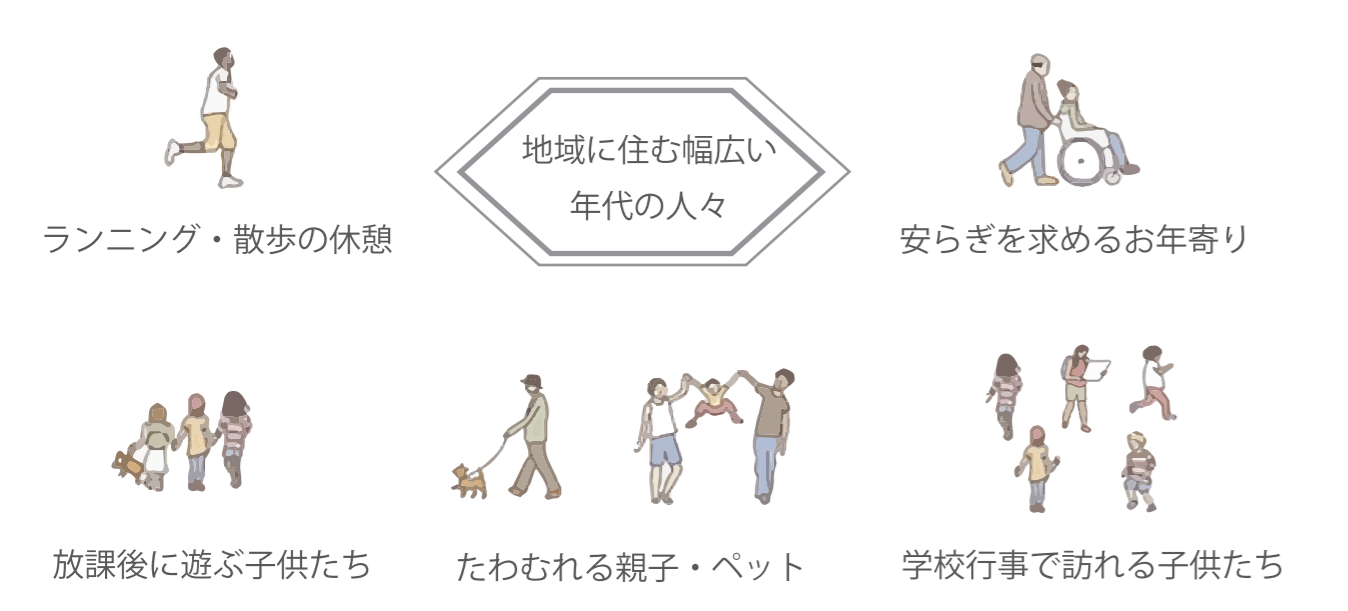 地域に住む幅広い
年代の人々
ランニング・散歩の休憩
安らぎを求めるお年寄り
放課後に遊ぶ子供たち
たわむれる親子・ペット
学校行事で訪れる子供たち